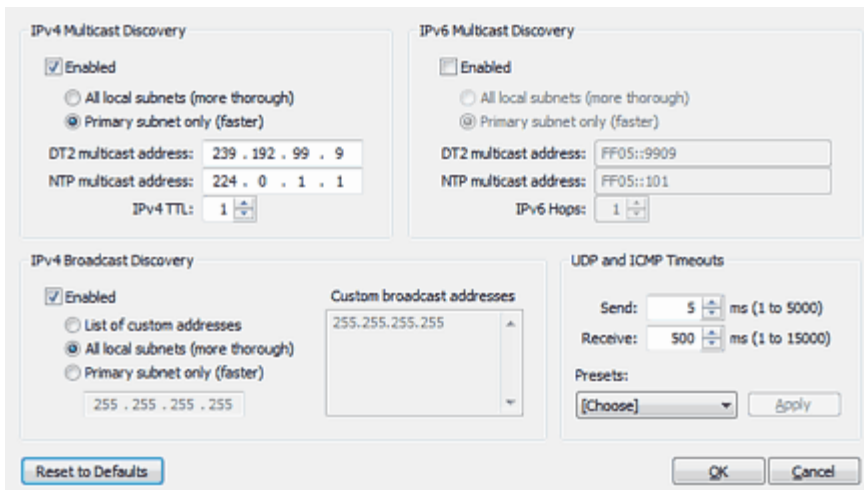 IPv4 Multicast Discovery
Enabled
All local subnets (more thorough)
Primary subnet only (faster)
DT2 multicast address: 239 . 192 . 99 . 9
NTP multicast address: 224 . 0 . 1 . 1
IPv4 TTL: 1
IPv6 Multicast Discovery
Enabled
All local subnets (more thorough)
Primary subnet only (faster)
DT2 multicast address: FF05::9909
NTP multicast address: FF05::101
IPv6 Hops: 1
IPv4 Broadcast Discovery
Enabled
List of custom addresses
All local subnets (more thorough)
Primary subnet only (faster)
255 . 255 . 255 . 255
Custom broadcast addresses
255.255.255.255
UDP and ICMP Timeouts
Send: 5 ms (1 to 5000)
Receive: 500 ms (1 to 15000)
Presets:
[Choose] Apply
Reset to Defaults
OK Cancel